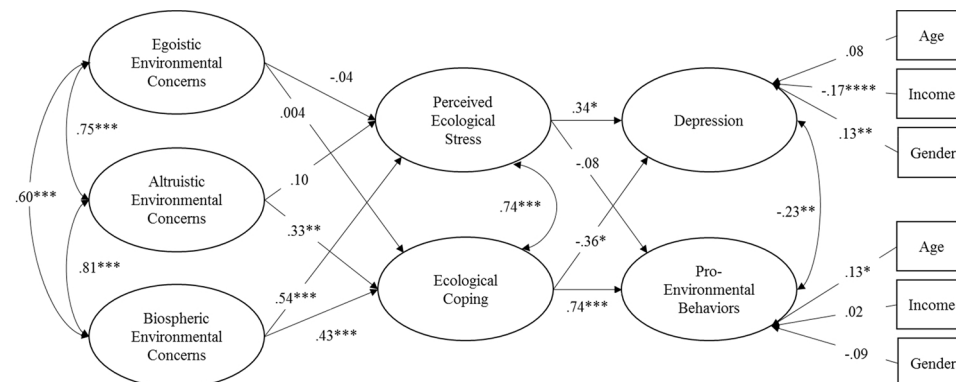 Egoistic
Environmental
Concerns
Altruistic
Environmental
Concerns
Biospheric
Environmental
Concerns
.75***
.60***
.81***
-.04
.004
.10
.33**
.54***
.43***
Perceived
Ecological
Stress
Ecological
Coping
.74***
.34*
-.08
-.36*
.74***
Depression
Pro-
Environmental
Behaviors
-.23**
.08
-.17****
.13**
Age
Income
Gender
.13*
.02
-.09
Age
Income
Gender